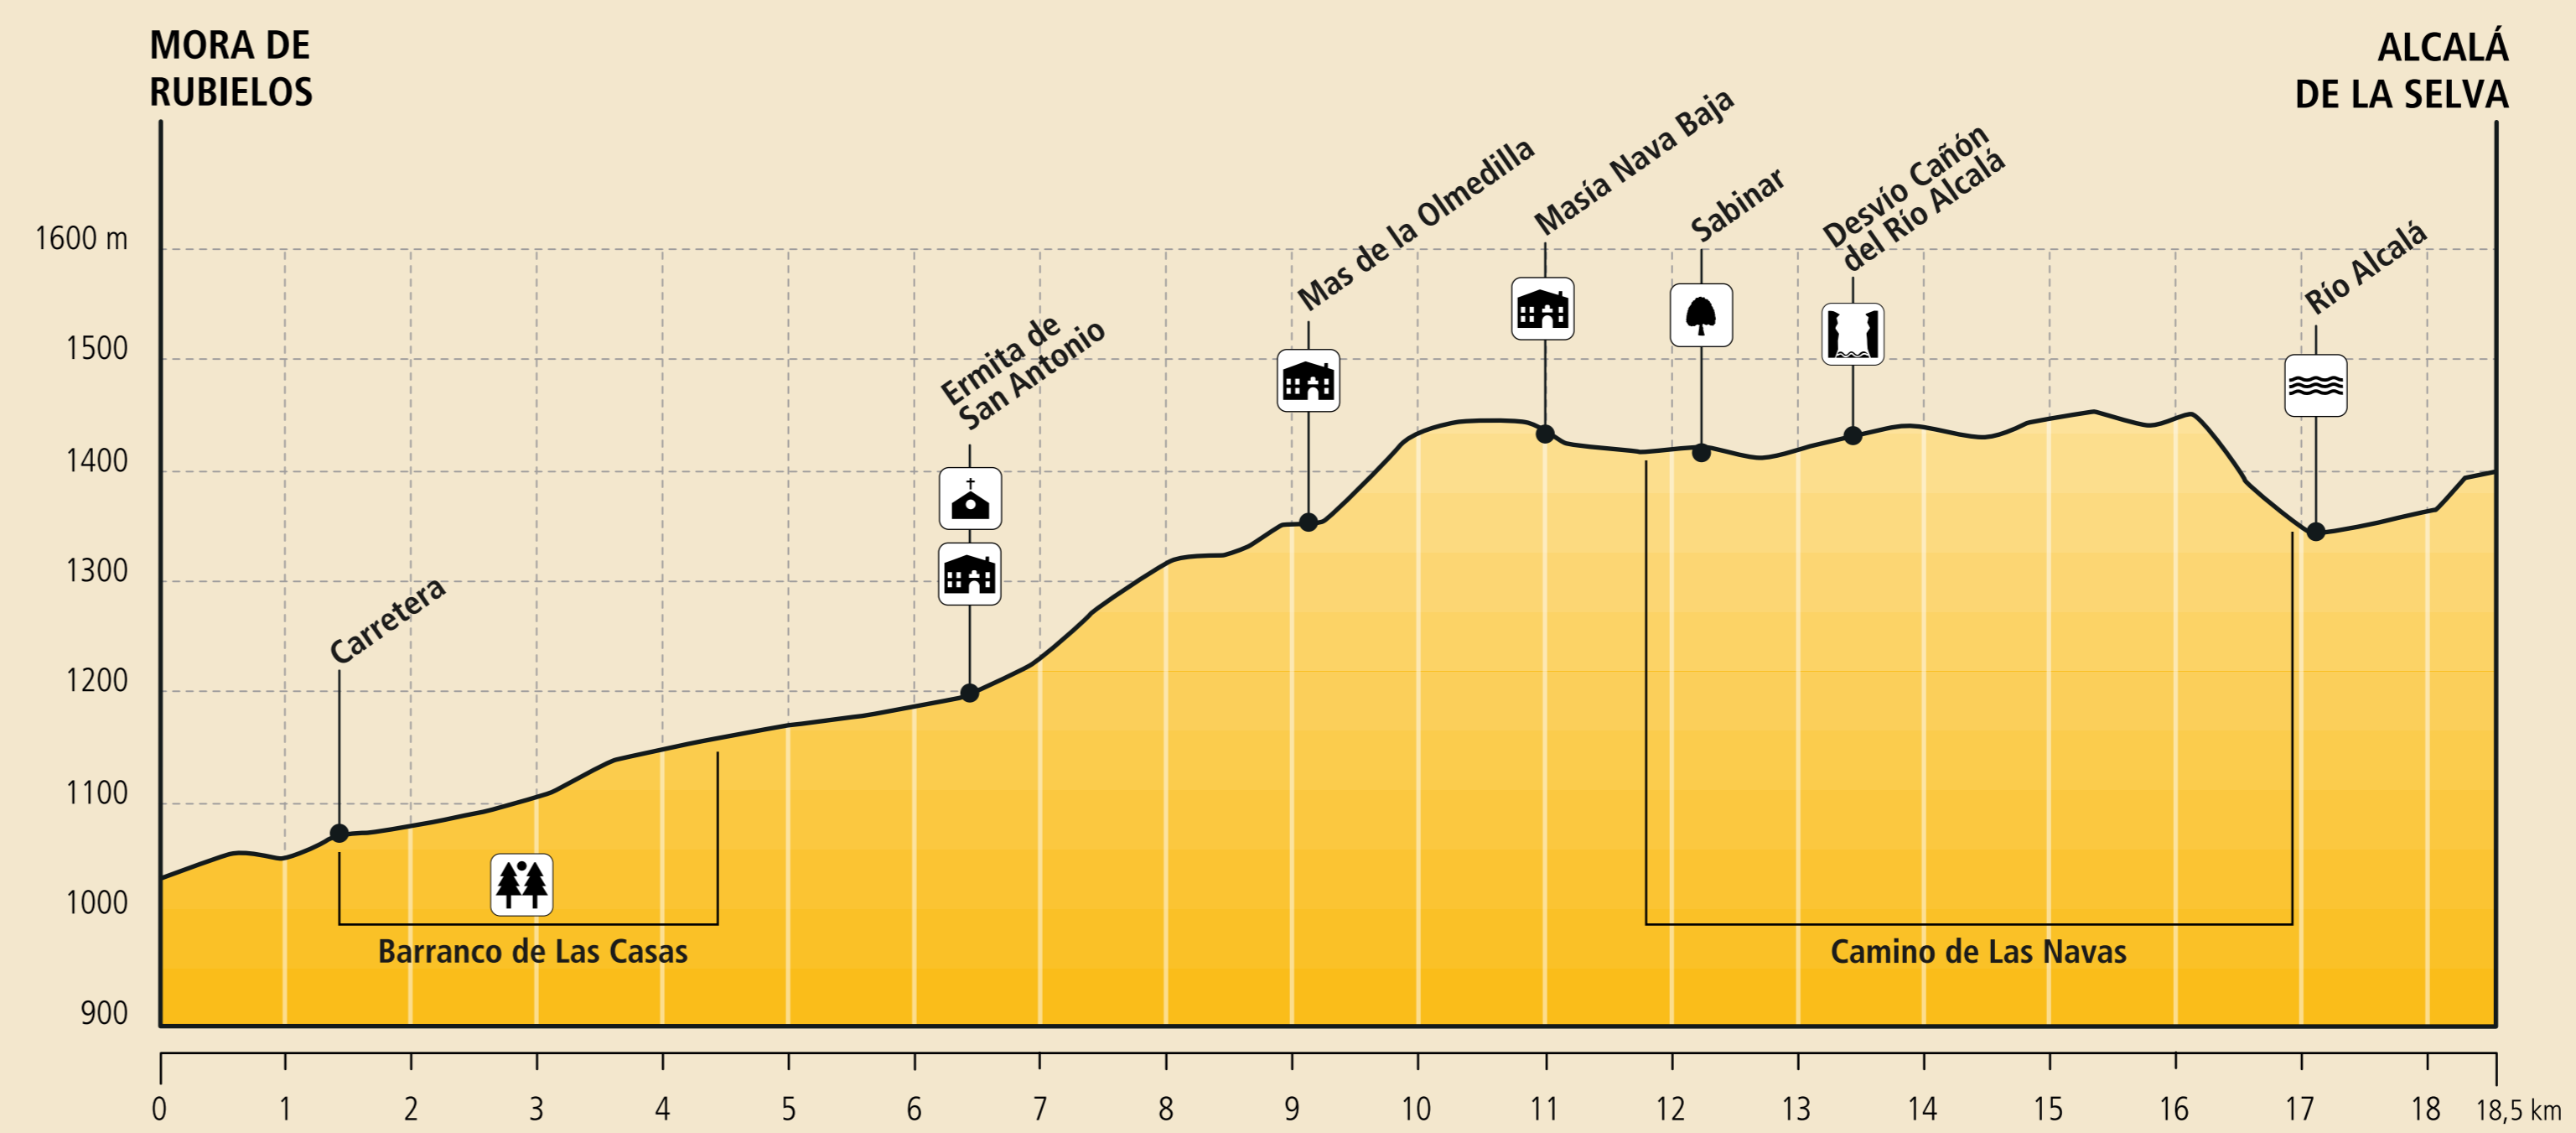 MORA DE
RUBIELOS
ALCALÁ
DE LA SELVA
1600 m
1500
1400
1300
1200
1100
1000
900
Carretera
Ermita de
San Antonio
Mas de la Olmedilla
Masía Nava Baja
Sabinar
Desvío Cañón
del Río Alcalá
Río Alcalá
Barranco de Las Casas
Camino de Las Navas
0 1 2 3 4 5 6 7 8 9 10 11 12 13 14 15 16 17 18 18,5 km